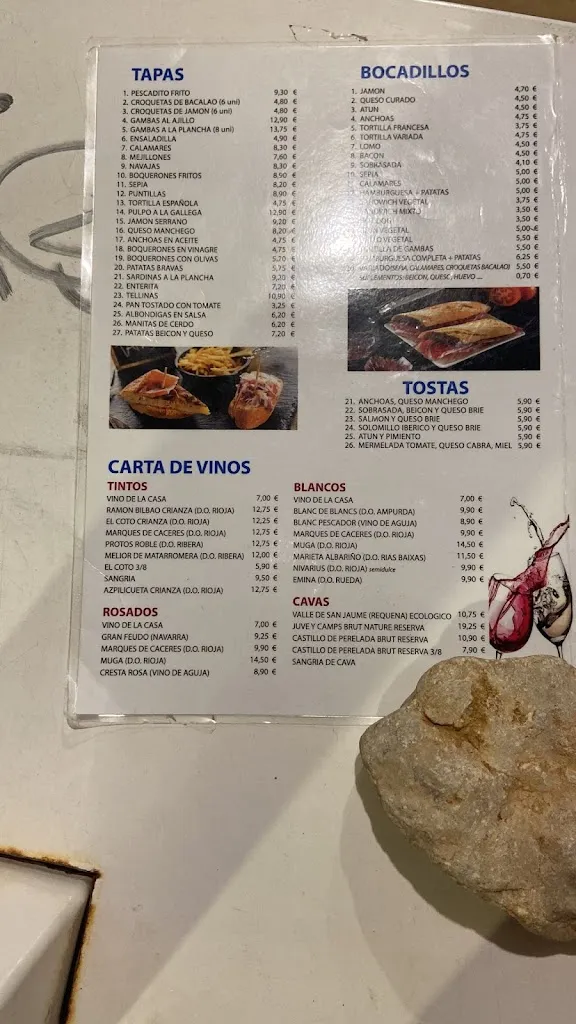 TAPAS
1. PESCADITO FRITO 9,30 €
2. CROQUETAS DE BACALAO (6 uni) 4,80 €
3. CROQUETAS DE JAMON (6 uni) 4,80 €
4. GAMBAS AL AJILLO 12,90 €
5. GAMBAS A LA PLANCHA (8 uni) 13,75 €
6. ENSALADILLA 4,90 €
7. CALAMARES 8,30 €
8. MEJILLONES 7,60 €
9. NAVAJAS 8,30 €
10. BOQUERONES FRITOS 8,90 €
11. SEPIA 8,20 €
12. PUNTILLAS 8,90 €
13. TORTILLA ESPAÑOLA 4,75 €
14. PULPO A LA GALLEGA 12,90 €
15. JAMON SERRANO 9,20 €
16. QUESO MANCHEGO 8,20 €
17. ANCHOAS EN ACEITE 4,75 €
18. BOQUERONES EN VINAGRE 4,75 €
19. BOQUERONES CON OLIVAS 5,70 €
20. PATATAS BRAVAS 5,75 €
21. SARDINAS A LA PLANCHA 9,20 €
22. ENTERITA 7,20 €
23. TELLINAS 10,90 €
24. PAN TOSTADO CON TOMATE 3,25 €
25. ALBONDIGAS EN SALSA 6,20 €
26. MANITAS DE CERDO 6,20 €
27. PATATAS BEICON Y QUESO 7,20 €
BOCADILLOS
1. JAMON 4,70 €
2. QUESO CURADO 4,50 €
3. ATUN 4,50 €
4. ANCHOAS 4,75 €
5. TORTILLA FRANCESA 3,75 €
6. TORTILLA VARIADA 4,75 €
7. LOMO 4,50 €
8. BACON 4,50 €
9. SOBRASADA 4,10 €
SEPIA 5,00 €
CALAMARES 5,00 €
HAMBURGUESA + PATATAS 5,00 €
VEGETAL 3,75 €
3,50 €
3,50 €
VEGETAL 5,00 €
VEGETAL 5,50 €
DE GAMBAS 5,50 €
COMPLETA + PATATAS 6,25 €
CALAMARES, CROQUETAS BACALAO) 5,50 €
SUPLEMENTOS: BEICON, QUESO, HUEVO .... 0,70 €
TOSTAS
21. ANCHOAS, QUESO MANCHEGO 5,90 €
22. SOBRASADA, BEICON Y QUESO BRIE 5,90 €
23. SALMON Y QUESO BRIE 5,90 €
24. SOLOMILLO IBERICO Y QUESO BRIE 5,90 €
25. ATUN Y PIMIENTO 5,90 €
26. MERMELADA TOMATE, QUESO CABRA, MIEL 5,90 €
CARTA DE VINOS
TINTOS
VINO DE LA CASA 7,00 €
RAMON BILBAO CRIANZA (D.O. RIOJA) 12,75 €
EL COTO CRIANZA (D.O. RIOJA) 12,25 €
MARQUES DE CACERES (D.O. RIOJA) 12,75 €
PROTOS ROBLE (D.O. RIBERA) 12,75 €
MELIOR DE MATARROMERA (D.O. RIBERA) 12,00 €
EL COTO 3/8 5,90 €
SANGRIA 9,50 €
AZPILICUETA CRIANZA (D.O. RIOJA) 12,75 €
ROSADOS
VINO DE LA CASA 7,00 €
GRAN FEUDO (NAVARRA) 9,25 €
MARQUES DE CACERES (D.O. RIOJA) 9,90 €
MUGA (D.O. RIOJA) 14,50 €
CRESTA ROSA (VINO DE AGUJA) 8,90 €
BLANCOS
VINO DE LA CASA 7,00 €
BLANC DE BLANCS (D.O. AMPURDA) 9,90 €
BLANC PESCADOR (VINO DE AGUJA) 8,90 €
MARQUES DE CACERES (D.O. RIOJA) 9,90 €
MUGA (D.O. RIOJA) 14,50 €
MARIETA ALBARIÑO (D.O. RIAS BAIXAS) 11,50 €
NIVARIUS (D.O. RIOJA) semidulce 9,90 €
EMINA (D.O. RUEDA) 9,90 €
CAVAS
VALLE DE SAN JAUME (REQUENA) ECOLOGICO 10,75 €
JUVE Y CAMPS BRUT NATURE RESERVA 19,25 €
CASTILLO DE PERELADA BRUT RESERVA 10,90 €
CASTILLO DE PERELADA BRUT RESERVA 3/8 7,90 €
SANGRIA DE CAVA